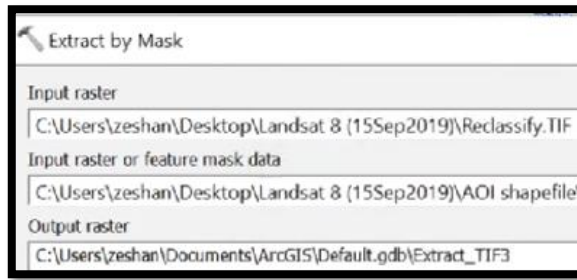 Extract by Mask
Input raster
C:\Users\zeshan\Desktop\Landsat 8 (15Sep2019)\Reclassify.TIF
Input raster or feature mask data
C:\Users\zeshan\Desktop\Landsat 8 (15Sep2019)\AOI shapefile\
Output raster
C:\Users\zeshan\Documents\ArcGIS\Default.gdb\Extract_TIF3